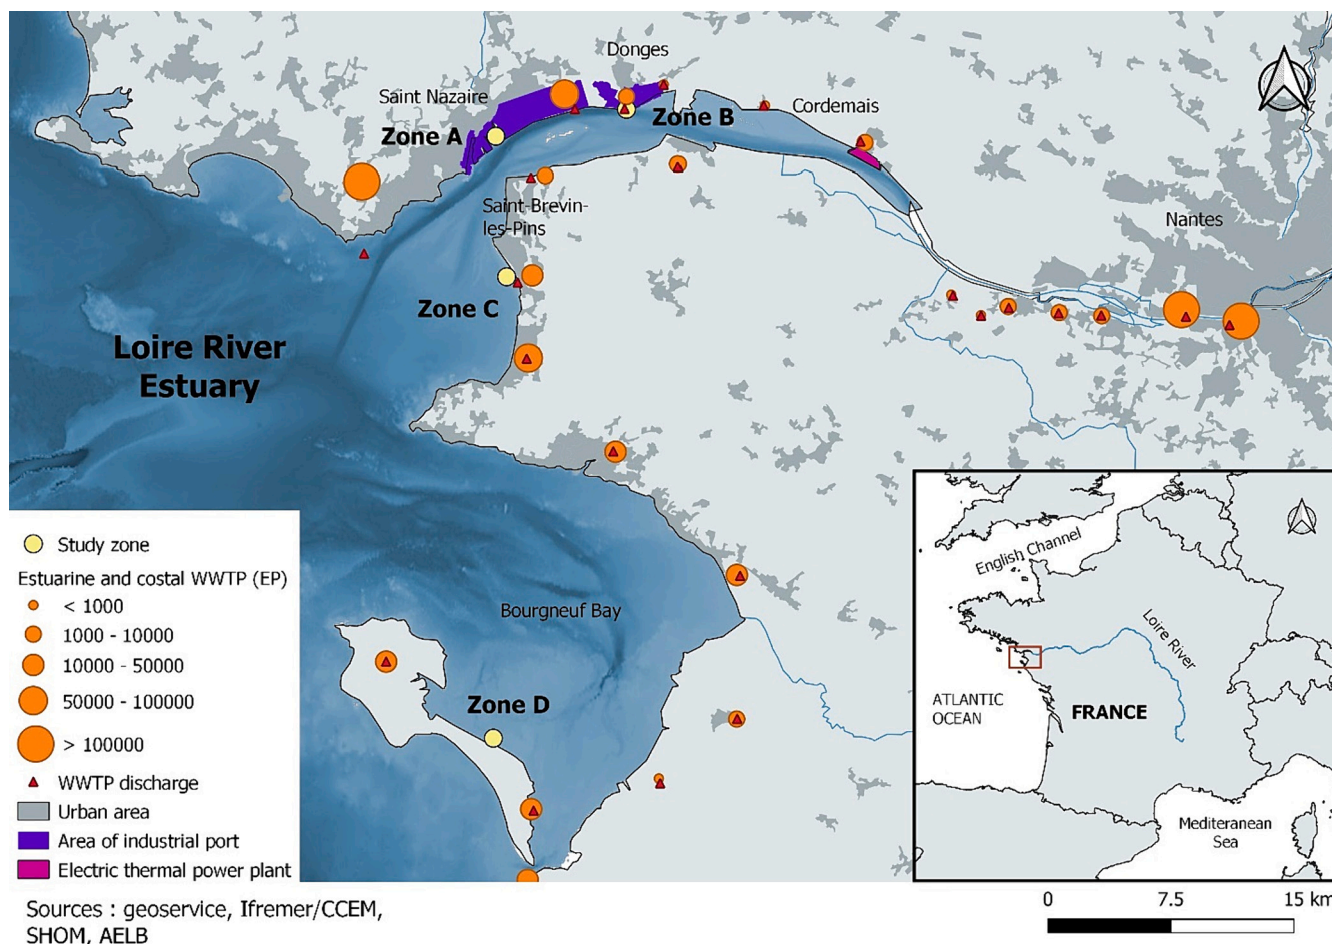 Donges
Saint Nazaire
Zone A
Zone B
Cordemais
Saint-Brevin-
les-Pins
Nantes
Zone C
Loire River
Estuary
Bourgneuf Bay
Zone D
Study zone
Estuarine and costal WWTP (EP)
< 1000
1000 - 10000
10000 - 50000
50000 - 100000
> 100000
WWTP discharge
Urban area
Area of industrial port
Electric thermal power plant
Sources : geoservice, Ifremer/CCEM,
SHOM, AELB
English Channel
Loire River
ATLANTIC
OCEAN
FRANCE
Mediteranean
Sea
0 7.5 15 km